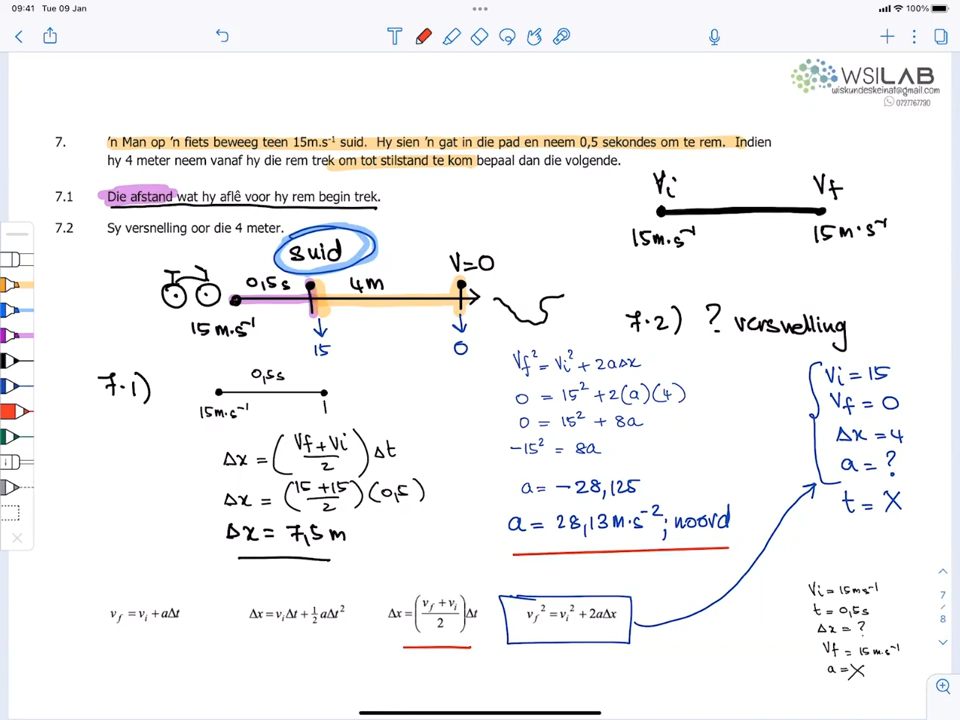 09:41 Tue 09 Jan
100%
WSILAB
wiskundeskeinat@gmail.com
0727767730
7. 'n Man op 'n fiets beweeg teen 15m.s⁻¹ suid. Hy sien 'n gat in die pad en neem 0,5 sekondes om te rem. Indien
hy 4 meter neem vanaf hy die rem trek om tot stilstand te kom bepaal dan die volgende.
7.1 Die afstand wat hy aflê voor hy rem begin trek.
7.2 Sy versnelling oor die 4 meter.
Vi Vf
15m·s⁻¹ 15m·s⁻¹
suid
0,5s 4m V=0
15m·s⁻¹
15 0
7.1)
0,5s
15m·s⁻¹
Δx = (Vf+Vi/2)Δt
Δx = (15+15/2)(0,5)
Δx = 7,5m
7.2) ? versnelling
Vf² = Vi² + 2aΔx
0 = 15² + 2(a)(4)
0 = 15² + 8a
-15² = 8a
a = -28,125
a = 28,13m·s⁻²; noord
Vi = 15
Vf = 0
Δx = 4
a = ?
t = X
v_f = v_i + aΔt
Δx = v_iΔt + ½aΔt²
Δx = (v_f + v_i/2)Δt
v_f² = v_i² + 2aΔx
Vi = 15m·s⁻¹
t = 0,5s
Δx = ?
Vf = 15m·s⁻¹
a = X
7
/
8